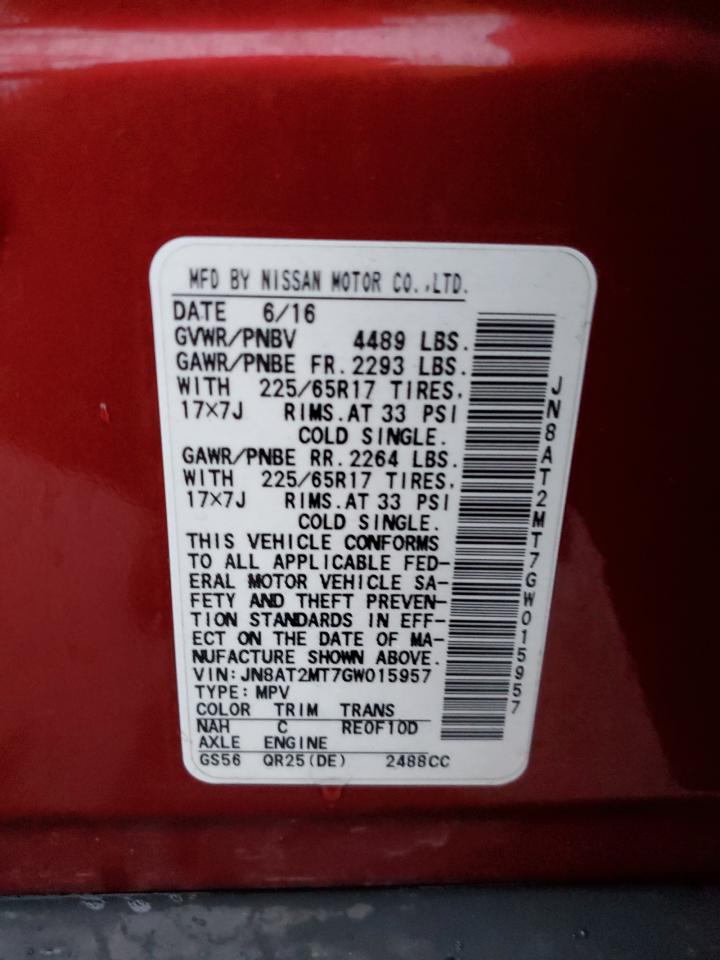 MFD BY NISSAN MOTOR CO.,LTD.
DATE 6/16
GVWR/PNBV 4489 LBS.
GAWR/PNBE FR. 2293 LBS.
WITH 225/65R17 TIRES,
17×7J RIMS. AT 33 PSI
COLD SINGLE.
GAWR/PNBE RR. 2264 LBS.
WITH 225/65R17 TIRES,
17×7J RIMS. AT 33 PSI
COLD SINGLE.
THIS VEHICLE CONFORMS
TO ALL APPLICABLE FED-
ERAL MOTOR VEHICLE SA-
FETY AND THEFT PREVEN-
TION STANDARDS IN EFF-
ECT ON THE DATE OF MA-
NUFACTURE SHOWN ABOVE.
VIN: JN8AT2MT7GW015957
TYPE: MPV
COLOR TRIM TRANS
NAH C RE0F10D
AXLE ENGINE
GS56 QR25(DE) 2488CC
JN8AT2MT7GW015957